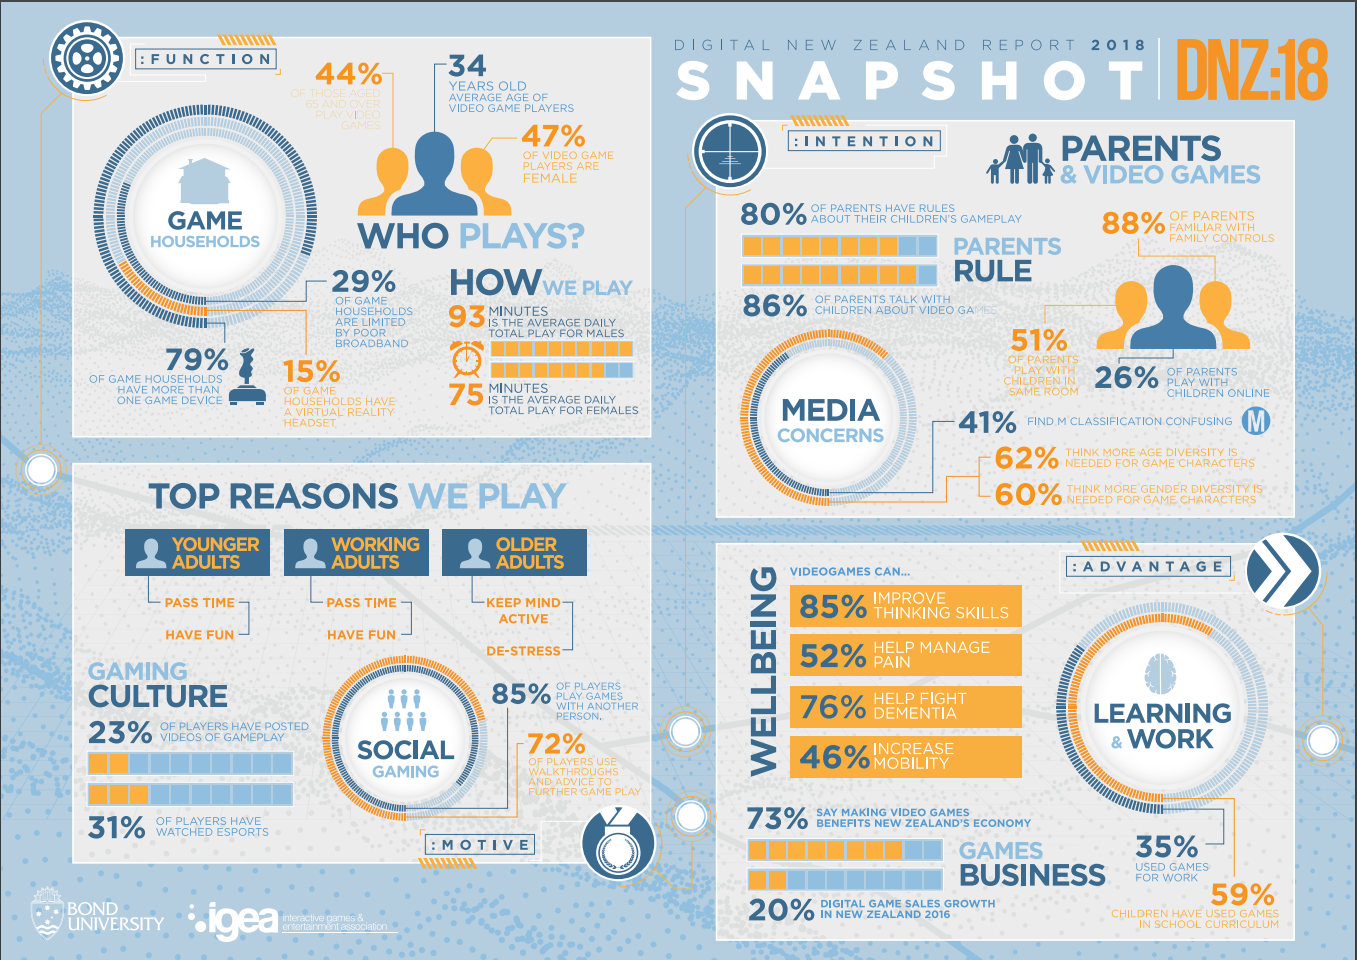 DIGITAL NEW ZEALAND REPORT 2018
SNAPSHOT
DNZ:18
:FUNCTION
GAME
HOUSEHOLDS
44%
OF THOSE AGED
65 AND OVER
PLAY VIDEO
GAMES
34
YEARS OLD
AVERAGE AGE OF
VIDEO GAME PLAYERS
47%
OF VIDEO GAME
PLAYERS ARE
FEMALE
WHO PLAYS?
29%
OF GAME
HOUSEHOLDS
ARE LIMITED
BY POOR
BROADBAND
79%
OF GAME HOUSEHOLDS
HAVE MORE THAN
ONE GAME DEVICE
15%
OF GAME
HOUSEHOLDS HAVE
A VIRTUAL REALITY
HEADSET
HOW WE PLAY
93 MINUTES
IS THE AVERAGE DAILY
TOTAL PLAY FOR MALES
75 MINUTES
IS THE AVERAGE DAILY
TOTAL PLAY FOR FEMALES
:INTENTION
PARENTS
& VIDEO GAMES
80% OF PARENTS HAVE RULES
ABOUT THEIR CHILDREN'S GAMEPLAY
PARENTS
RULE
86% OF PARENTS TALK WITH
CHILDREN ABOUT VIDEO GAMES
88% OF PARENTS
FAMILIAR WITH
FAMILY CONTROLS
51%
OF PARENTS
PLAY WITH
CHILDREN IN
SAME ROOM
26% OF PARENTS
PLAY WITH
CHILDREN ONLINE
MEDIA
CONCERNS
41% FIND M CLASSIFICATION CONFUSING M
62% THINK MORE AGE DIVERSITY IS
NEEDED FOR GAME CHARACTERS
60% THINK MORE GENDER DIVERSITY IS
NEEDED FOR GAME CHARACTERS
TOP REASONS WE PLAY
YOUNGER
ADULTS
PASS TIME
HAVE FUN
WORKING
ADULTS
PASS TIME
HAVE FUN
OLDER
ADULTS
KEEP MIND
ACTIVE
DE-STRESS
GAMING
CULTURE
23% OF PLAYERS HAVE POSTED
VIDEOS OF GAMEPLAY
31% OF PLAYERS HAVE
WATCHED ESPORTS
SOCIAL
GAMING
85% OF PLAYERS
PLAY GAMES
WITH ANOTHER
PERSON.
72%
OF PLAYERS USE
WALKTHROUGHS
AND ADVICE TO
FURTHER GAME PLAY
:MOTIVE
:ADVANTAGE
WELLBEING
VIDEOGAMES CAN...
85% IMPROVE
THINKING SKILLS
52% HELP MANAGE
PAIN
76% HELP FIGHT
DEMENTIA
46% INCREASE
MOBILITY
LEARNING
& WORK
35%
USED GAMES
FOR WORK
59%
CHILDREN HAVE USED GAMES
IN SCHOOL CURRICULUM
73% SAY MAKING VIDEO GAMES
BENEFITS NEW ZEALAND'S ECONOMY
GAMES
BUSINESS
20% DIGITAL GAME SALES GROWTH
IN NEW ZEALAND 2016
BOND
UNIVERSITY
igea
interactive games &
entertainment association